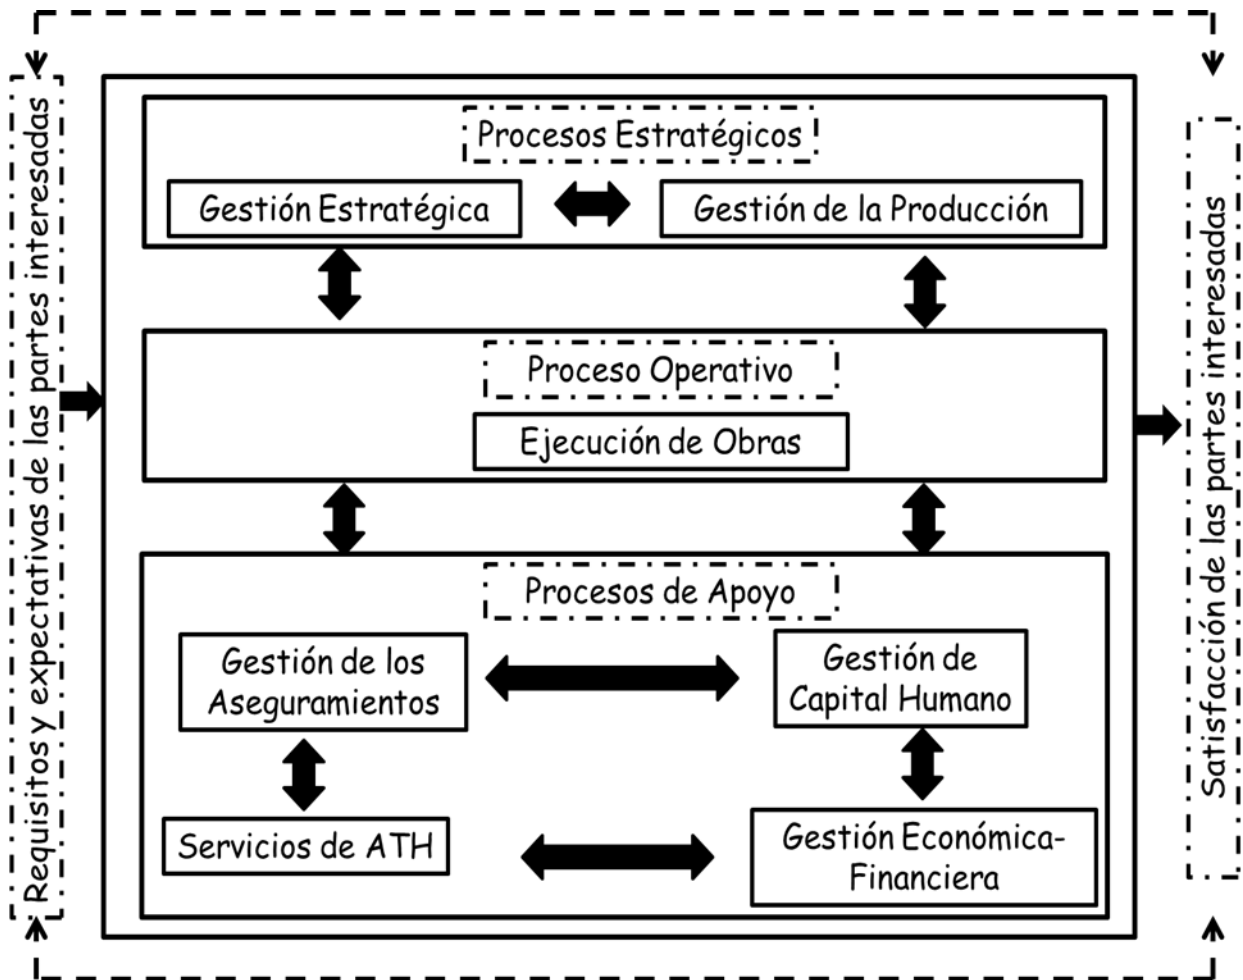 Requisitos y expectativas de las partes interesadas
Procesos Estratégicos
Gestión Estratégica
Gestión de la Producción
Proceso Operativo
Ejecución de Obras
Procesos de Apoyo
Gestión de los
Aseguramientos
Gestión de
Capital Humano
Servicios de ATH
Gestión Económica-
Financiera
Satisfacción de las partes interesadas